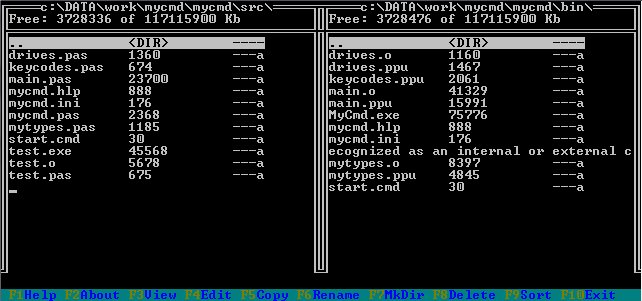 c:\DATA\work\mycmd\mycmd\src\
Free: 3728336 of 117115900 Kb
.. <DIR> ----
drives.pas 1360 ---a
keycodes.pas 674 ---a
main.pas 23700 ---a
mycmd.hlp 888 ---a
mycmd.ini 176 ---a
mycmd.pas 2368 ---a
mytypes.pas 1185 ---a
start.cmd 30 ---a
test.exe 45568 ---a
test.o 5678 ---a
test.pas 675 ---a
c:\DATA\work\mycmd\mycmd\bin\
Free: 3728476 of 117115900 Kb
.. <DIR> ----
drives.o 1160 ---a
drives.ppu 1467 ---a
keycodes.ppu 2061 ---a
main.o 41329 ---a
main.ppu 15991 ---a
MyCmd.exe 75776 ---a
mycmd.hlp 888 ---a
mycmd.ini 176 ---a
ecognized as an internal or external c
mytypes.o 8397 ---a
mytypes.ppu 4845 ---a
start.cmd 30 ---a
F1Help F2About F3View F4Edit F5Copy F6Rename F7MkDir F8Delete F9Sort F10Exit